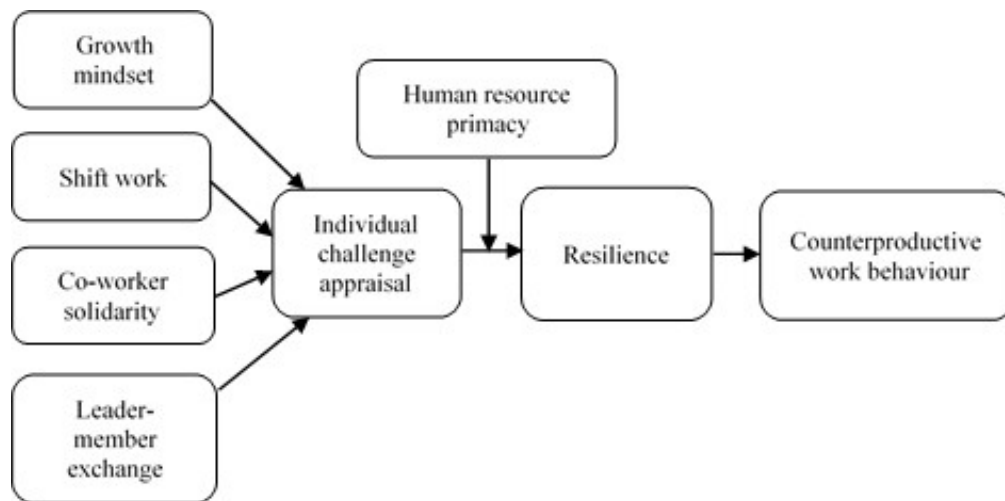 Growth
mindset
Shift work
Co-worker
solidarity
Leader-
member
exchange
Individual
challenge
appraisal
Human resource
primacy
Resilience
Counterproductive
work behaviour